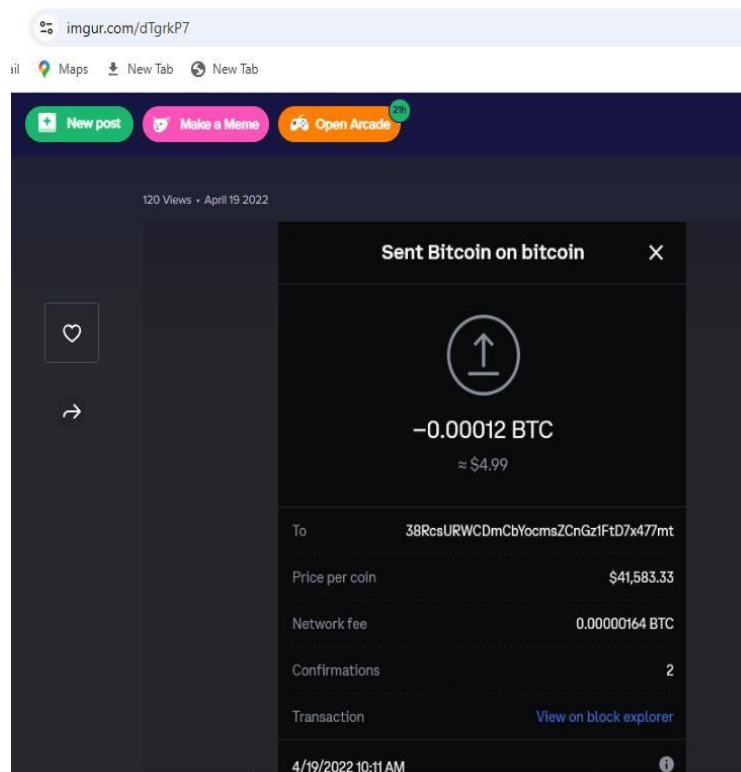 imgur.com/dTgrkP7
ail Maps New Tab New Tab
New post Make a Meme Open Arcade 21h
120 Views • April 19 2022
Sent Bitcoin on bitcoin
−0.00012 BTC
≈ $4.99
To 38RcsURWCDmCbYocmsZCnGz1FtD7x477mt
Price per coin $41,583.33
Network fee 0.00000164 BTC
Confirmations 2
Transaction View on block explorer
4/19/2022 10:11 AM